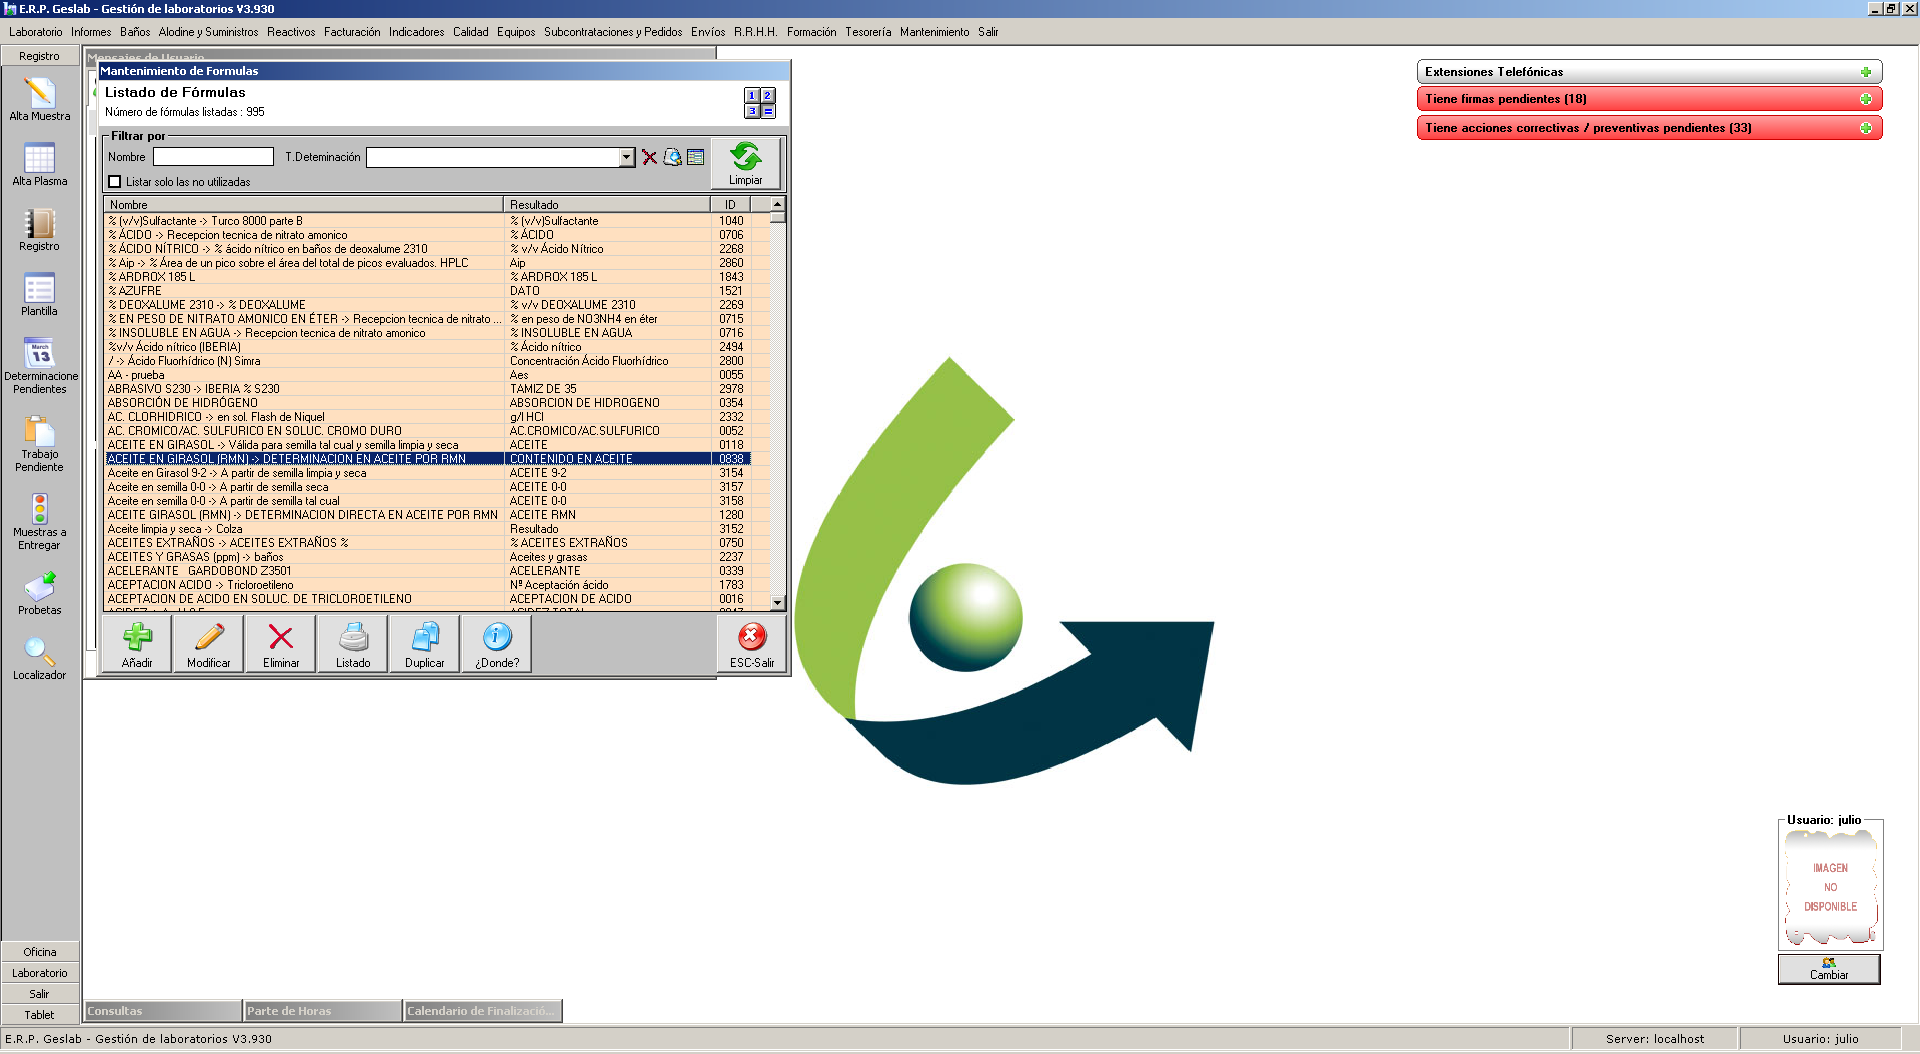 E.R.P. Geslab - Gestión de laboratorios V3.930
Laboratorio Informes Baños Alodine y Suministros Reactivos Facturación Indicadores Calidad Equipos Subcontrataciones y Pedidos Envíos R.R.H.H. Formación Tesorería Mantenimiento Salir
Registro
Alta Muestra
Alta Plasma
Registro
Plantilla
March
13
Determinacione
Pendientes
Trabajo
Pendiente
Muestras a
Entregar
Probetas
Localizador
Oficina
Laboratorio
Salir
Tablet
Mensajes de Usuario
Mantenimiento de Formulas
Listado de Fórmulas
Número de fórmulas listadas : 995
1 2
3 =
Filtrar por
Nombre T.Deteminación
Listar solo las no utilizadas
Limpiar
Nombre Resultado ID
% (v/v)Sulfactante -> Turco 8000 parte B % (v/v)Sulfactante 1040
% ÁCIDO -> Recepcion tecnica de nitrato amonico % ÁCIDO 0706
% ÁCIDO NÍTRICO -> % ácido nítrico en baños de deoxalume 2310 % v/v Ácido Nítrico 2268
% Aip -> % Área de un pico sobre el área del total de picos evaluados. HPLC Aip 2860
% ARDROX 185 L % ARDROX 185 L 1843
% AZUFRE DATO 1521
% DEOXALUME 2310 -> % DEOXALUME % v/v DEOXALUME 2310 2269
% EN PESO DE NITRATO AMONICO EN ÉTER -> Recepcion tecnica de nitrato ... % en peso de NO3NH4 en éter 0715
% INSOLUBLE EN AGUA -> Recepcion tecnica de nitrato amonico % INSOLUBLE EN AGUA 0716
%v/v Ácido nítrico (IBERIA) % Ácido nítrico 2494
/ -> Ácido Fluorhídrico (N) Simra Concentración Ácido Fluorhídrico 2800
AA - prueba Aes 0055
ABRASIVO S230 -> IBERIA % S230 TAMIZ DE 35 2978
ABSORCIÓN DE HIDRÓGENO ABSORCION DE HIDROGENO 0354
AC. CLORHIDRICO -> en sol. Flash de Niquel g/l HCl 2332
AC. CROMICO/AC. SULFURICO EN SOLUC. CROMO DURO AC.CROMICO/AC.SULFURICO 0052
ACEITE EN GIRASOL -> Válida para semilla tal cual y semilla limpia y seca ACEITE 0118
ACEITE EN GIRASOL (RMN) -> DETERMINACION EN ACEITE POR RMN CONTENIDO EN ACEITE 0838
Aceite en Girasol 9-2 -> A partir de semilla limpia y seca ACEITE 9-2 3154
Aceite en semilla 0-0 -> A partir de semilla seca ACEITE 0-0 3157
Aceite en semilla 0-0 -> A partir de semilla tal cual ACEITE 0-0 3158
ACEITE GIRASOL (RMN) -> DETERMINACION DIRECTA EN ACEITE POR RMN ACEITE RMN 1280
Aceite limpia y seca -> Colza Resultado 3152
ACEITES EXTRAÑOS -> ACEITES EXTRAÑOS % % ACEITES EXTRAÑOS 0750
ACEITES Y GRASAS (ppm) -> baños Aceites y grasas 2237
ACELERANTE GARDOBOND Z3501 ACELERANTE 0339
ACEPTACION ACIDO -> Tricloroetileno Nº Aceptación ácido 1783
ACEPTACION DE ACIDO EN SOLUC. DE TRICLOROETILENO ACEPTACION DE ACIDO 0016
Añadir Modificar Eliminar Listado Duplicar ¿Donde? ESC-Salir
Extensiones Telefónicas
Tiene firmas pendientes (18)
Tiene acciones correctivas / preventivas pendientes (33)
Usuario: julio
IMAGEN
NO
DISPONIBLE
Cambiar
Consultas Parte de Horas Calendario de Finalizació...
E.R.P. Geslab - Gestión de laboratorios V3.930 Server: localhost Usuario: julio